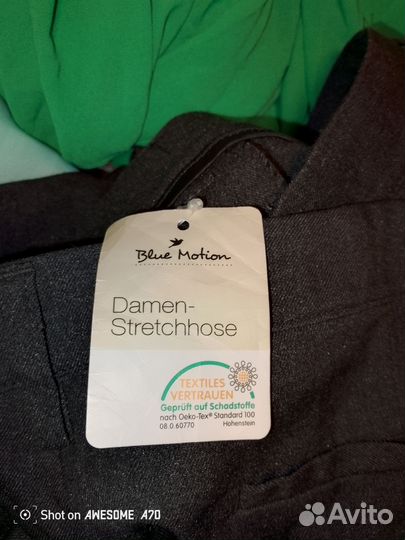 Blue Motion
Damen-
Stretchhose
TEXTILES
VERTRAUEN
Geprüft auf Schadstoffe
nach Oeko-Tex® Standard 100
08.0.60770 Hohenstein
Shot on AWESOME A70
Avito